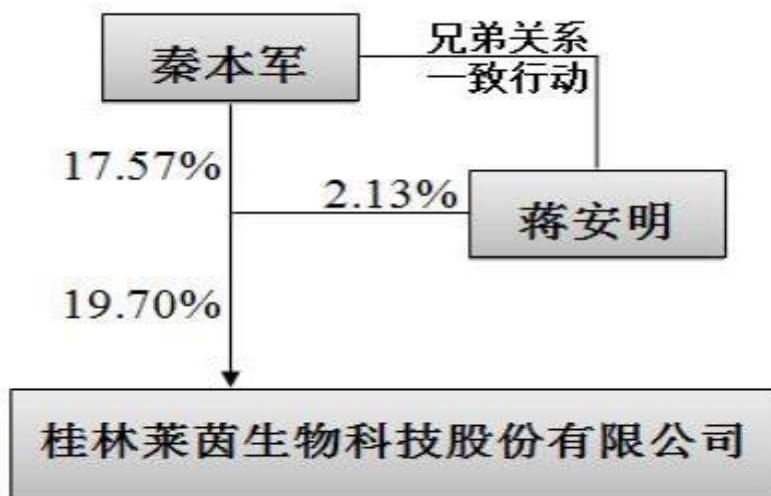 秦本军
兄弟关系
一致行动
17.57%
2.13%
蒋安明
19.70%
桂林莱茵生物科技股份有限公司